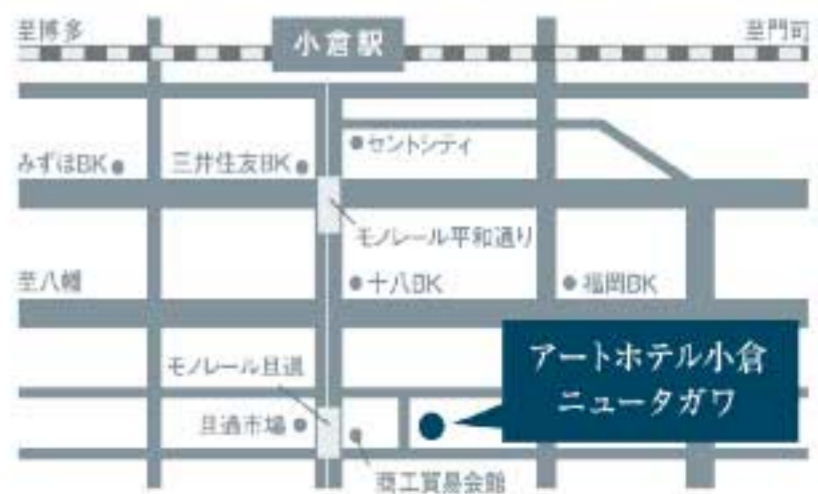 至博多
小倉駅
至門司
セントシティ
みずほBK
三井住友BK
モノレール平和通り
至八幡
十八BK
福岡BK
アートホテル小倉
ニュータガワ
モノレール旦過
旦過市場
商工貿易会館